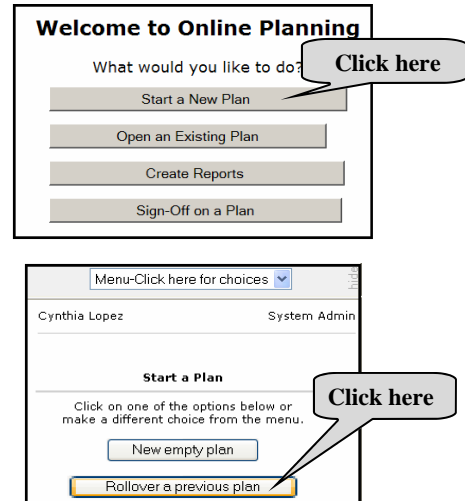 Welcome to Online Planning
What would you like to do?
Click here
Start a New Plan
Open an Existing Plan
Create Reports
Sign-Off on a Plan
Menu-Click here for choices
hide
Cynthia Lopez System Admin
Start a Plan
Click on one of the options below or
make a different choice from the menu.
Click here
New empty plan
Rollover a previous plan